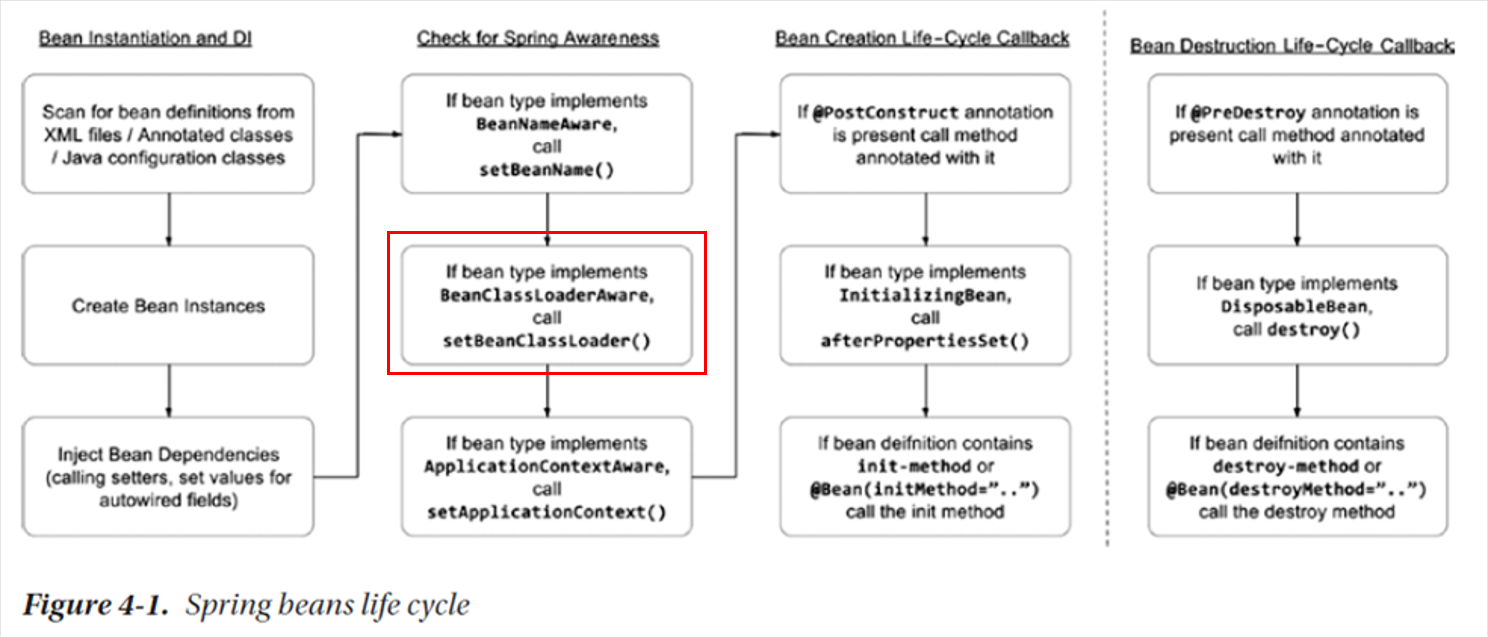 Bean Instantiation and DI
Scan for bean definitions from
XML files / Annotated classes
/ Java configuration classes
Create Bean Instances
Inject Bean Dependencies
(calling setters, set values for
autowired fields)
Check for Spring Awareness
If bean type implements
BeanNameAware,
call
setBeanName()
If bean type implements
BeanClassLoaderAware,
call
setBeanClassLoader()
If bean type implements
ApplicationContextAware,
call
setApplicationContext()
Bean Creation Life-Cycle Callback
If @PostConstruct annotation
is present call method
annotated with it
If bean type implements
InitializingBean,
call
afterPropertiesSet()
If bean deifnition contains
init-method or
@Bean(initMethod=”..”)
call the init method
Bean Destruction Life-Cycle Callback
If @PreDestroy annotation is
present call method annotated
with it
If bean type implements
DisposableBean,
call destroy()
If bean deifnition contains
destroy-method or
@Bean(destroyMethod=”..”)
call the destroy method
Figure 4-1. Spring beans life cycle